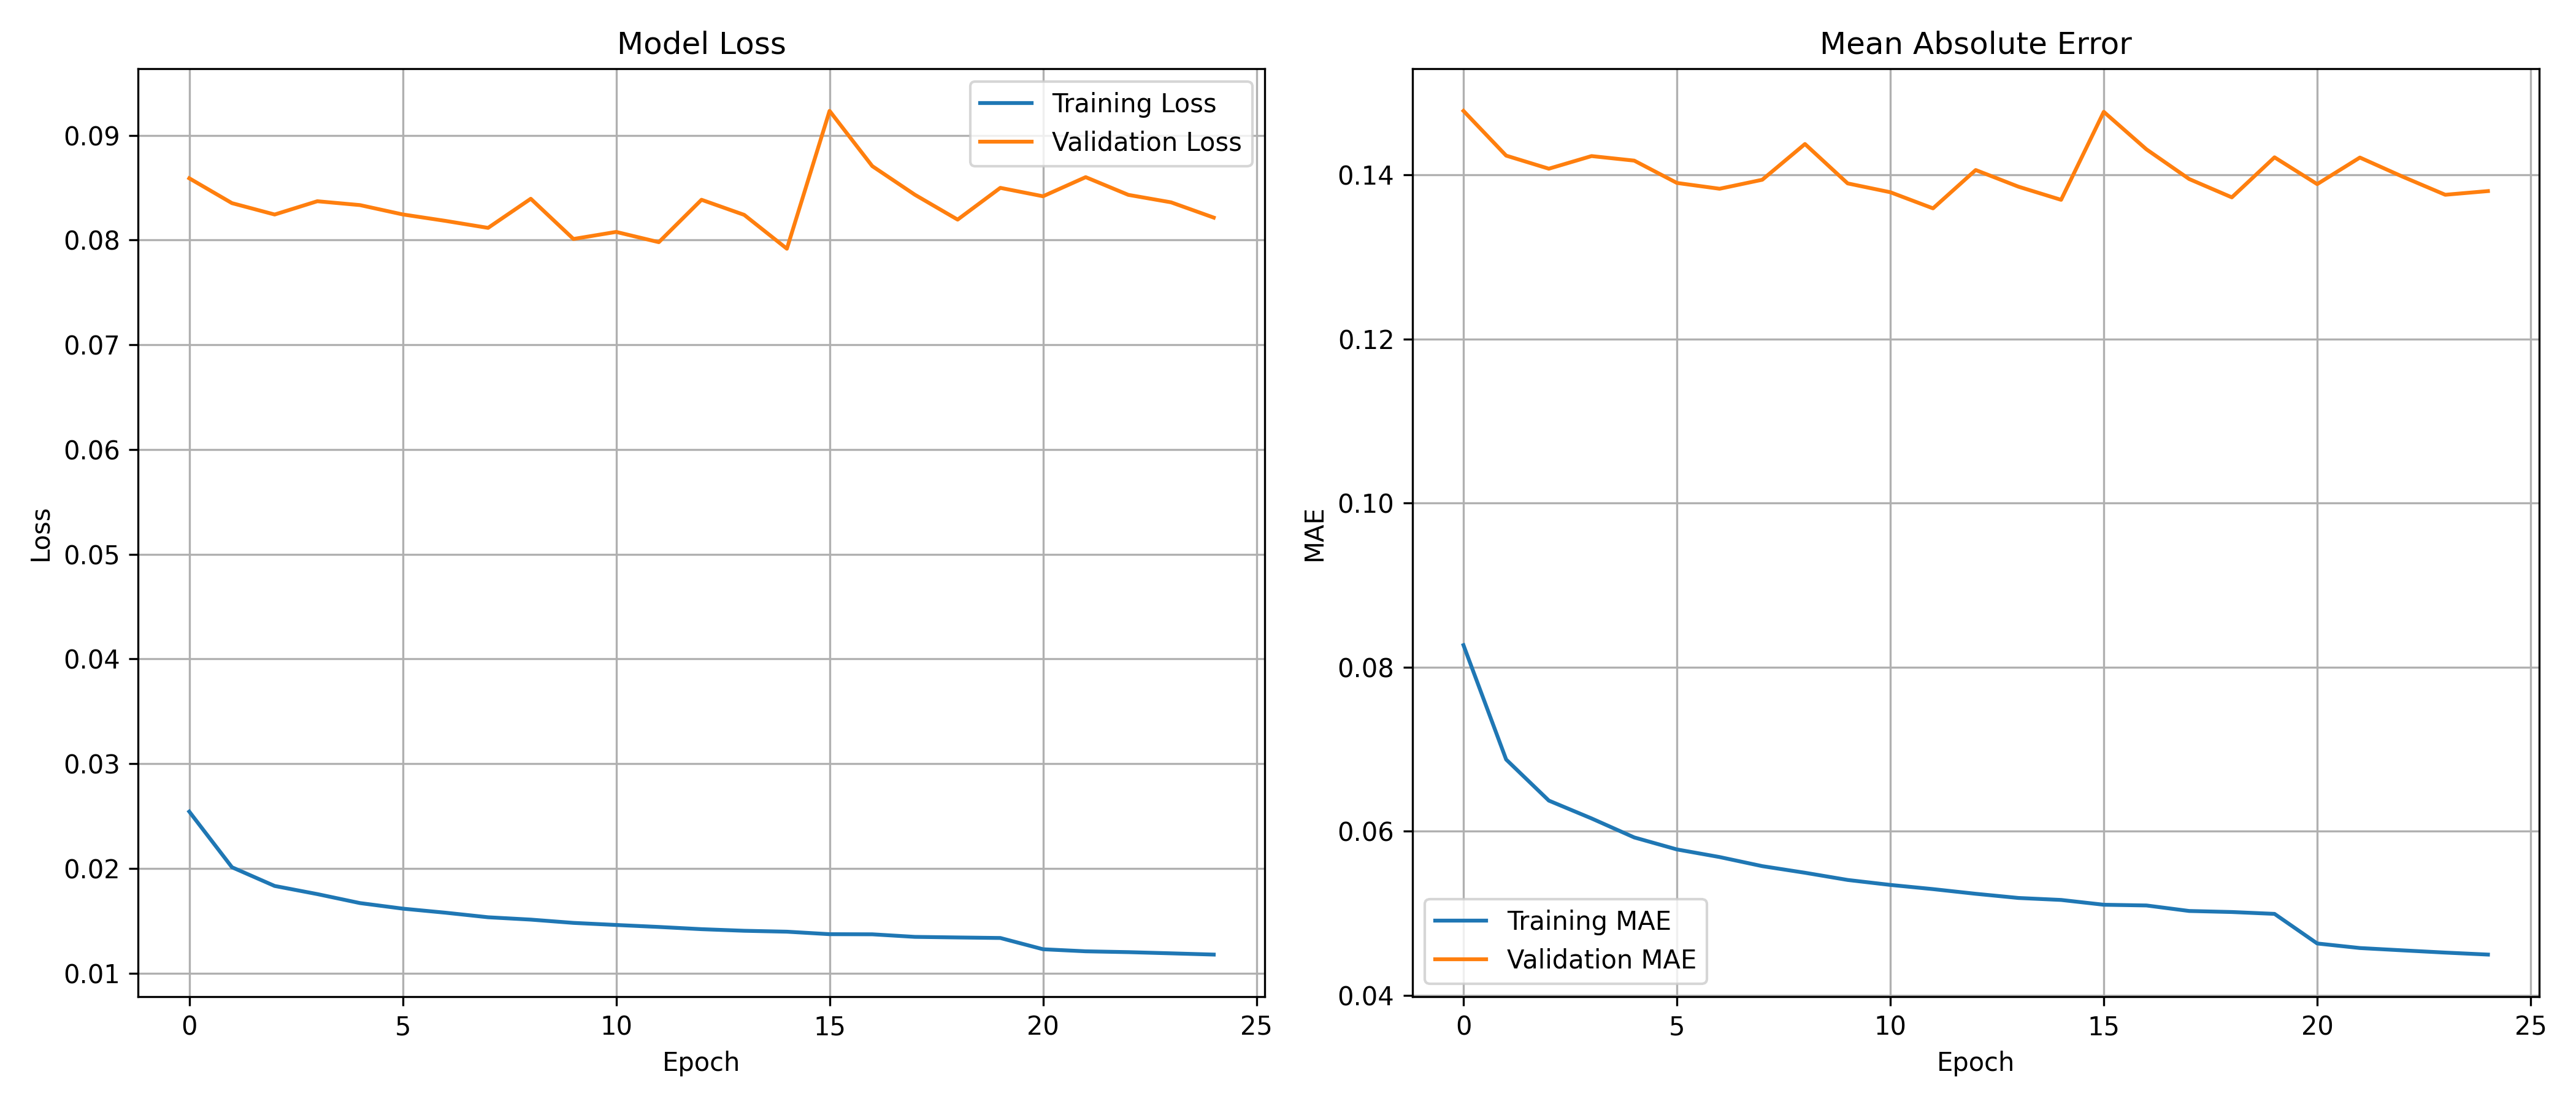 Model Loss
Training Loss
Validation Loss
0.09
0.08
0.07
0.06
0.05
0.04
0.03
0.02
0.01
Loss
0 5 10 15 20 25
Epoch
Mean Absolute Error
0.14
0.12
0.10
0.08
0.06
0.04
MAE
Training MAE
Validation MAE
0 5 10 15 20 25
Epoch